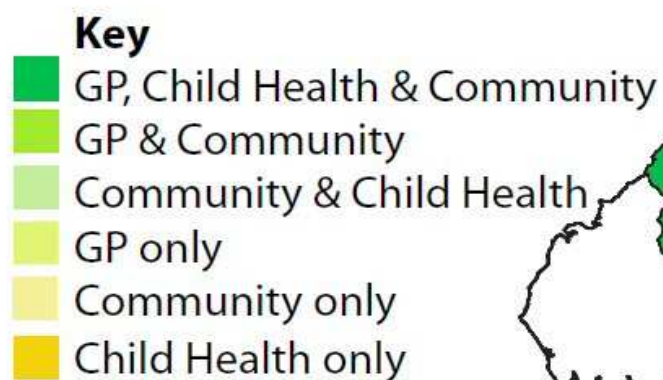 Key
GP, Child Health & Community
GP & Community
Community & Child Health
GP only
Community only
Child Health only